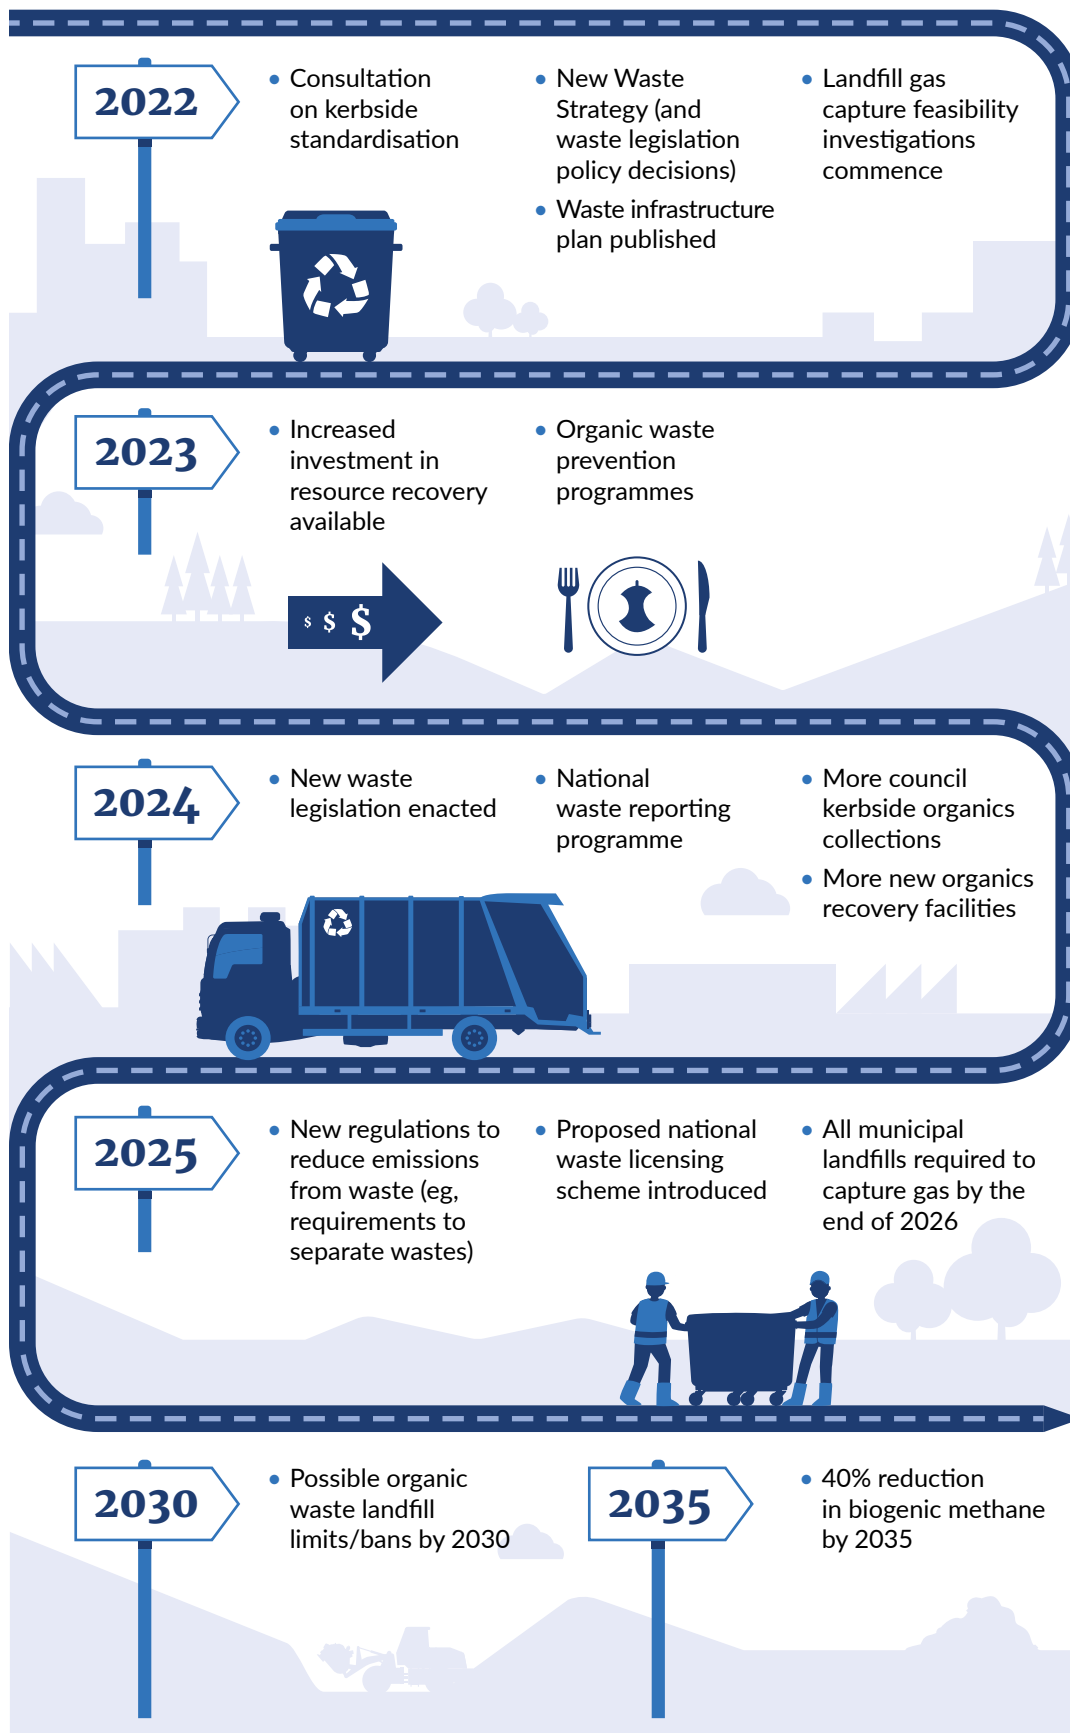 2022
• Consultation
on kerbside
standardisation
• New Waste
Strategy (and
waste legislation
policy decisions)
• Waste infrastructure
plan published
• Landfill gas
capture feasibility
investigations
commence
2023
• Increased
investment in
resource recovery
available
• Organic waste
prevention
programmes
$ $ $
2024
• New waste
legislation enacted
• National
waste reporting
programme
• More council
kerbside organics
collections
• More new organics
recovery facilities
2025
• New regulations to
reduce emissions
from waste (eg,
requirements to
separate wastes)
• Proposed national
waste licensing
scheme introduced
• All municipal
landfills required to
capture gas by the
end of 2026
2030
• Possible organic
waste landfill
limits/bans by 2030
2035
• 40% reduction
in biogenic methane
by 2035